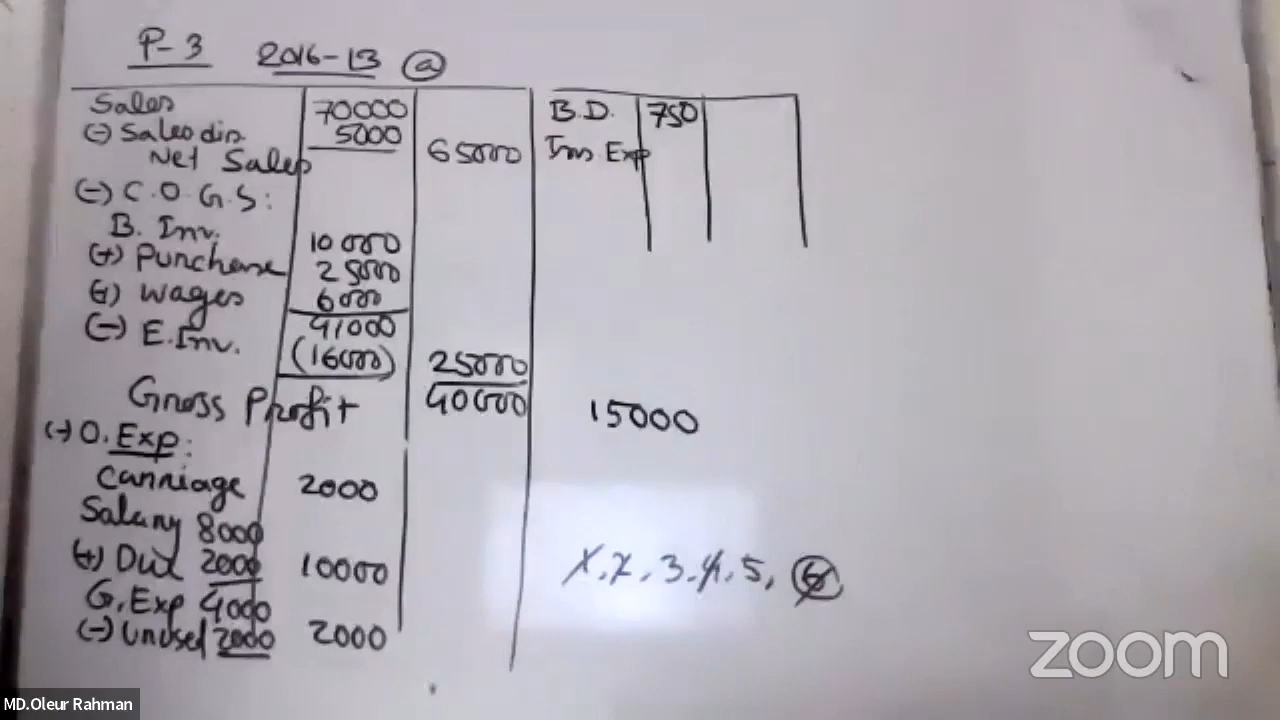 P-3 2016-13 (a)
Sales 70000
(-) Sales dis. 5000
Net Sales 65000
(-) C.O.G.S:
B. Inv. 10000
(+) Purchase 25000
(+) Wages 6000
41000
(-) E.Inv. (16000) 25000
Gross Profit 40000
(-) O. Exp:
Carriage 2000
Salary 8000
(+) Due 2000 10000
G. Exp 4000
(-) Unused 2000 2000
B.D. 750
Ins Exp
15000
1. 2. 3. 4. 5, 6
zoom
MD.Oleur Rahman